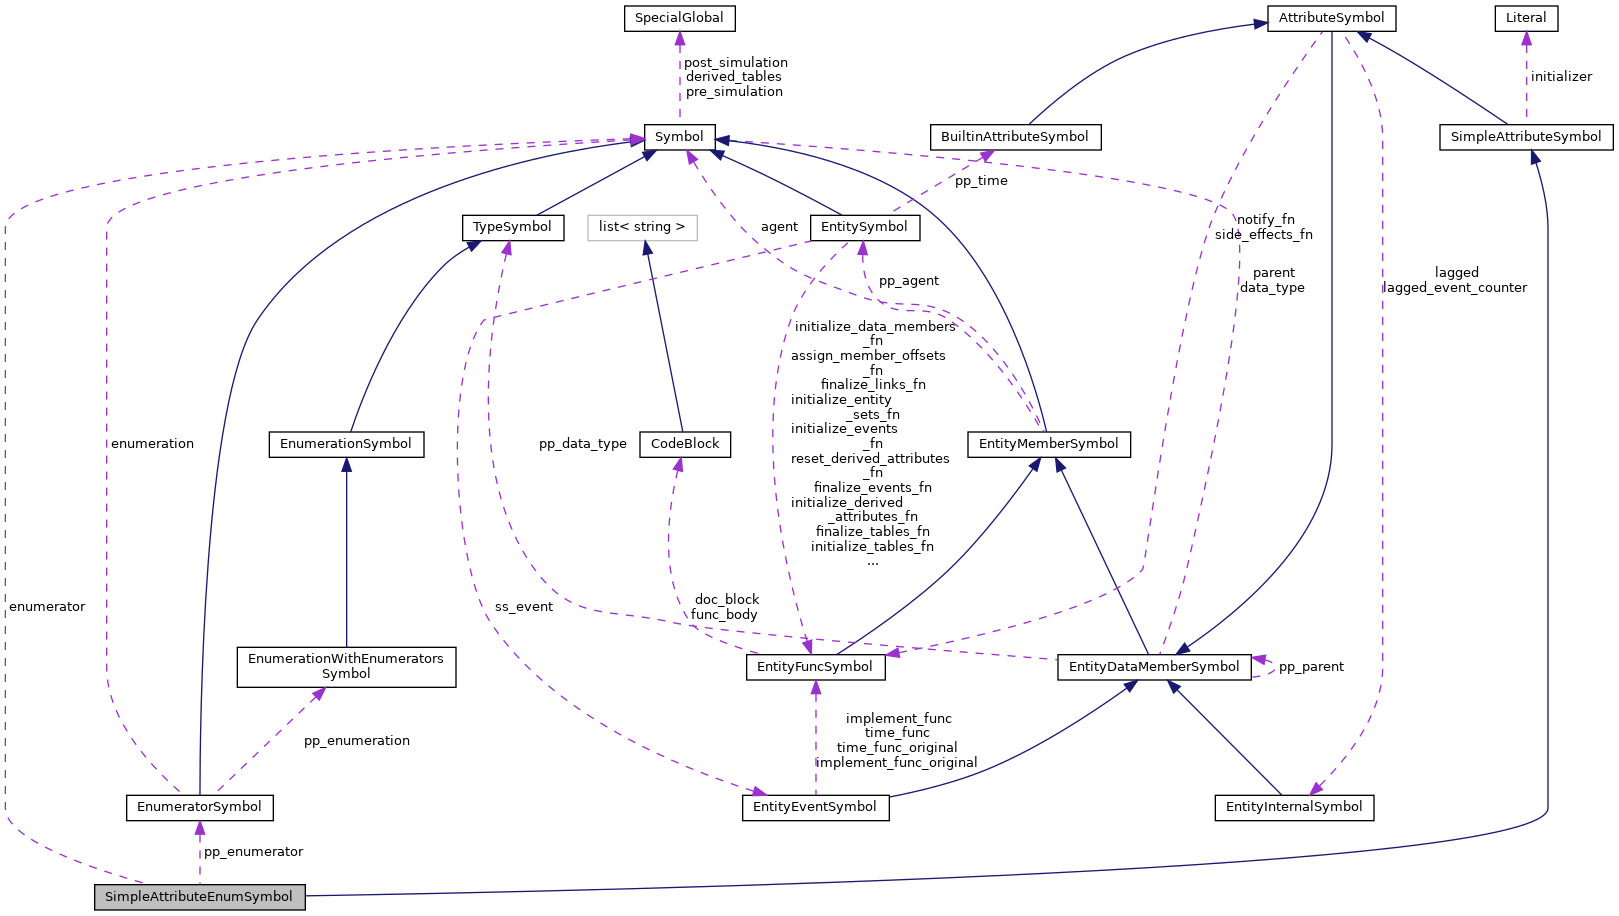 SpecialGlobal
AttributeSymbol
Literal
post_simulation
derived_tables
pre_simulation
initializer
Symbol
BuiltinAttributeSymbol
SimpleAttributeSymbol
pp_time
TypeSymbol
list< string >
EntitySymbol
agent
notify_fn
side_effects_fn
parent
data_type
lagged
lagged_event_counter
pp_agent
initialize_data_members
_fn
assign_member_offsets
_fn
finalize_links_fn
initialize_entity
_sets_fn
initialize_events
_fn
reset_derived_attributes
_fn
finalize_events_fn
initialize_derived
_attributes_fn
finalize_tables_fn
initialize_tables_fn
...
enumeration
EnumerationSymbol
pp_data_type
CodeBlock
EntityMemberSymbol
enumerator
ss_event
doc_block
func_body
EnumerationWithEnumerators
Symbol
EntityFuncSymbol
EntityDataMemberSymbol
pp_parent
pp_enumeration
implement_func
time_func
time_func_original
implement_func_original
EnumeratorSymbol
EntityEventSymbol
EntityInternalSymbol
pp_enumerator
SimpleAttributeEnumSymbol